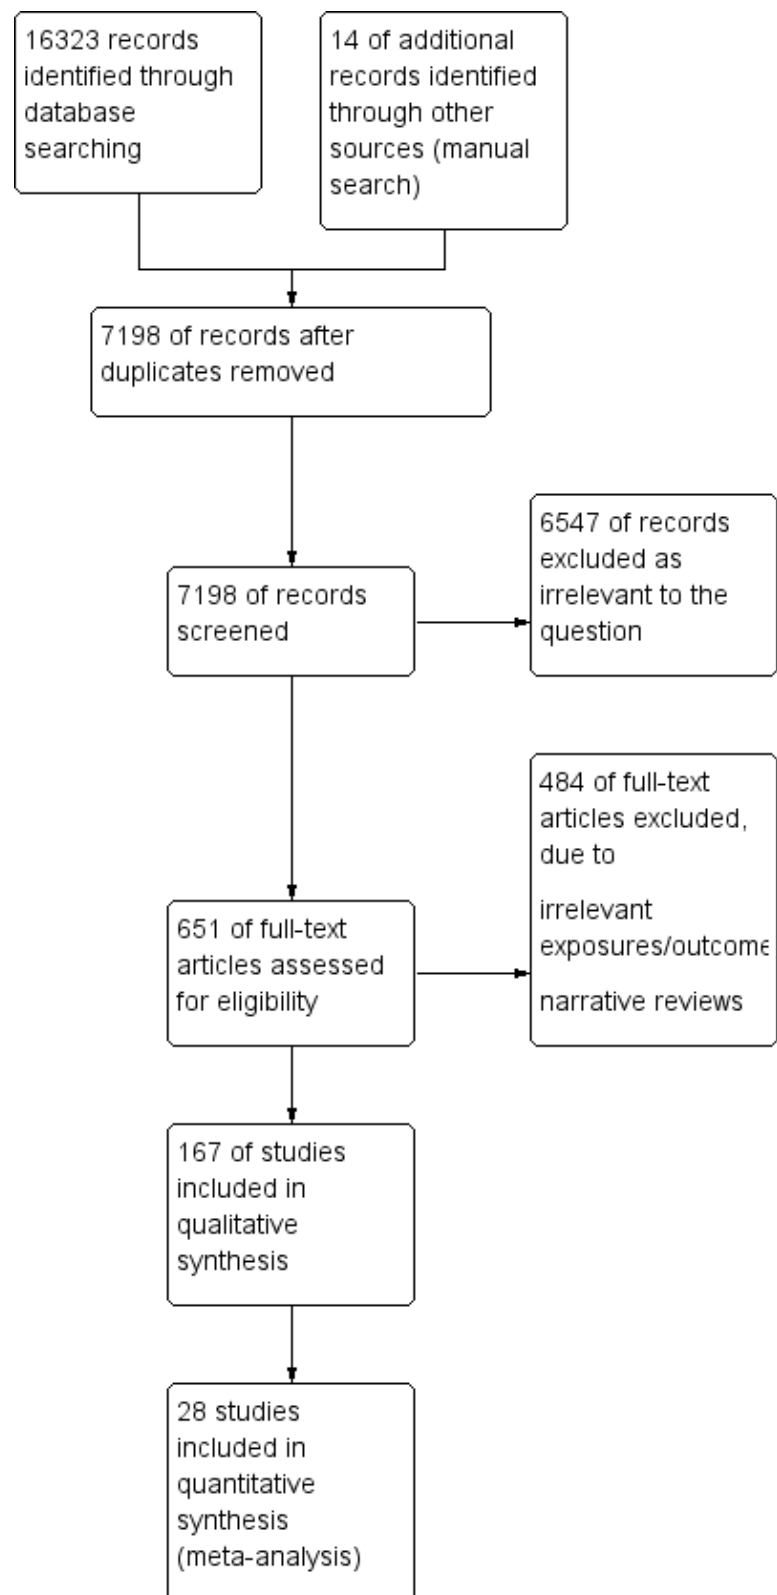 16323 records
identified through
database
searching
14 of additional
records identified
through other
sources (manual
search)
7198 of records after
duplicates removed
7198 of records
screened
6547 of records
excluded as
irrelevant to the
question
651 of full-text
articles assessed
for eligibility
484 of full-text
articles excluded,
due to
irrelevant
exposures/outcome
narrative reviews
167 of studies
included in
qualitative
synthesis
28 studies
included in
quantitative
synthesis
(meta-analysis)